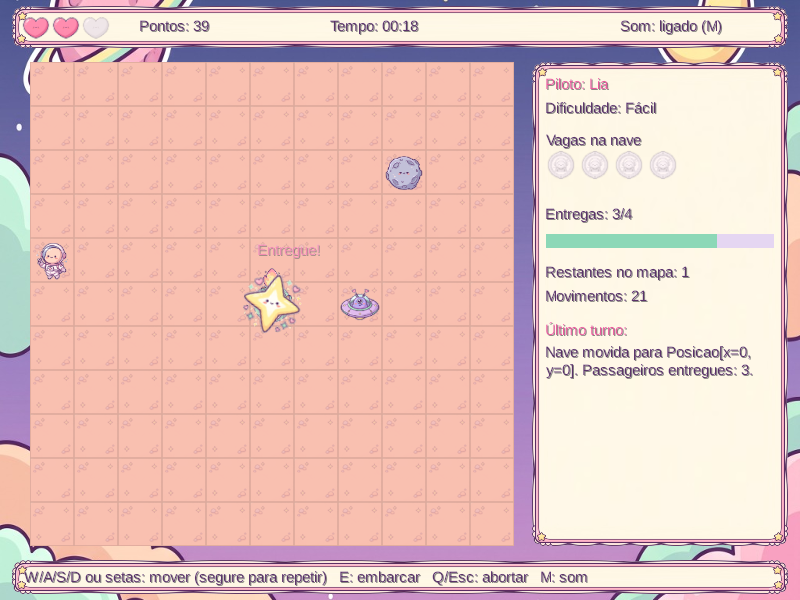 Pontos: 39
Tempo: 00:18
Som: ligado (M)
Piloto: Lia
Dificuldade: Fácil
Vagas na nave
Entregue!
Entregas: 3/4
Restantes no mapa: 1
Movimentos: 21
Último turno:
Nave movida para Posicao[x=0,
y=0]. Passageiros entregues: 3.
W/A/S/D ou setas: mover (segure para repetir) E: embarcar Q/Esc: abortar M: som